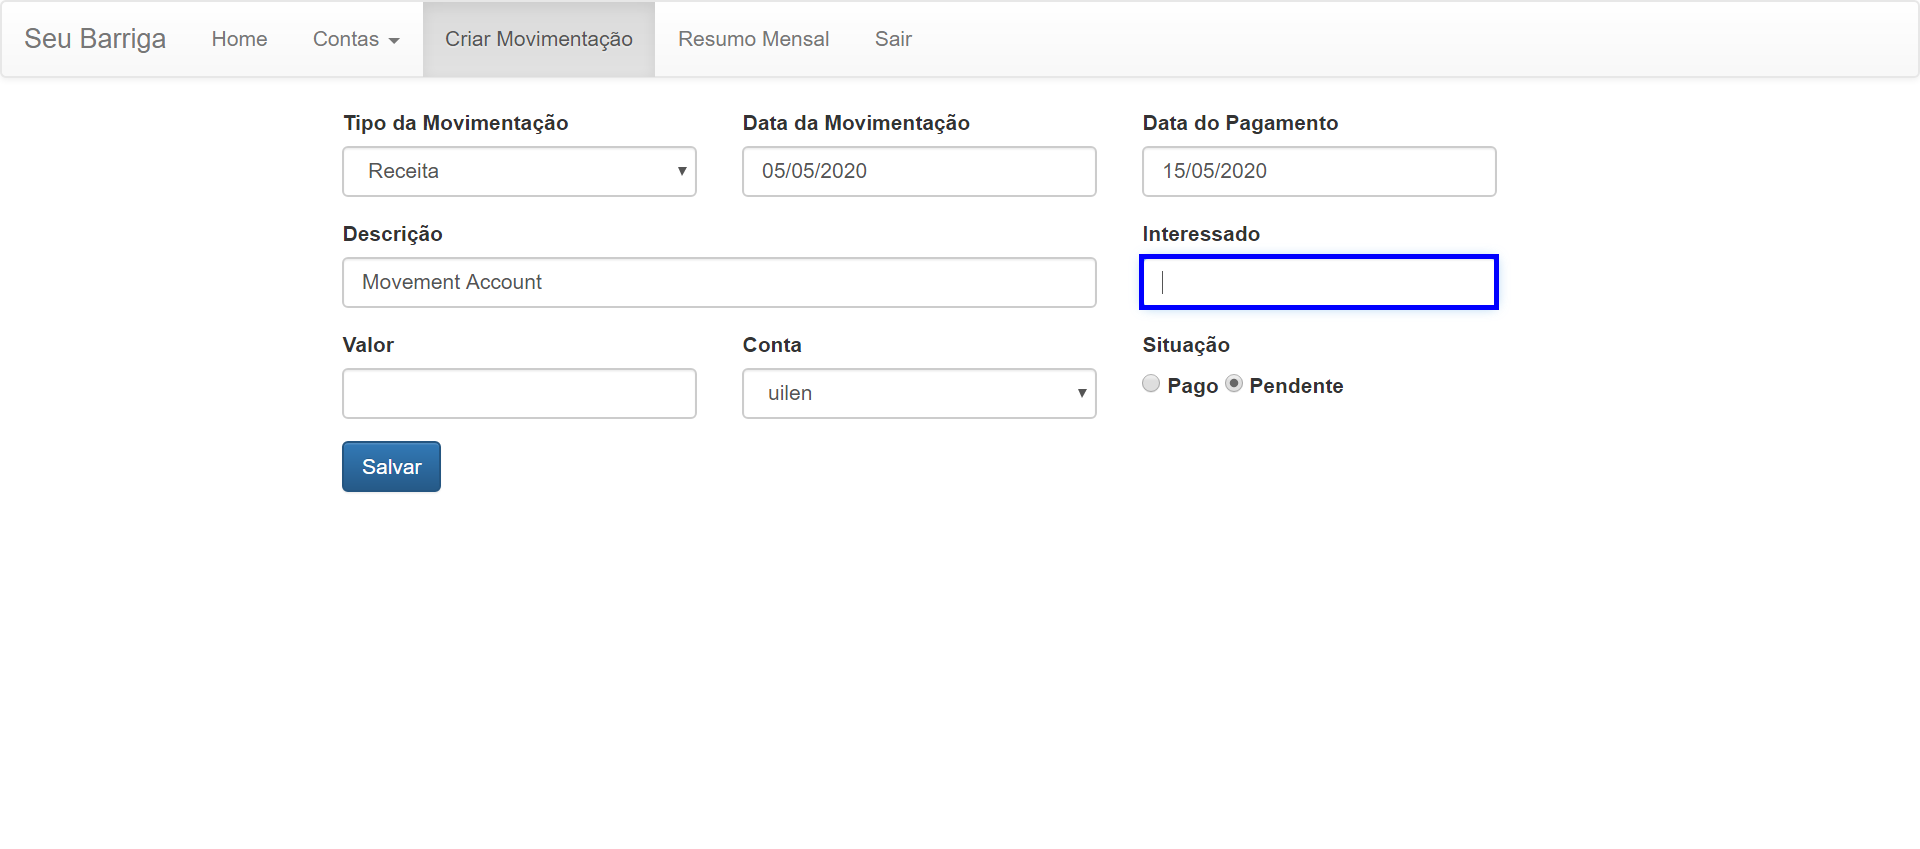 Seu Barriga Home Contas Criar Movimentação Resumo Mensal Sair
Tipo da Movimentação Data da Movimentação Data do Pagamento
Receita 05/05/2020 15/05/2020
Descrição Interessado
Movement Account
Valor Conta Situação
uilen Pago Pendente
Salvar